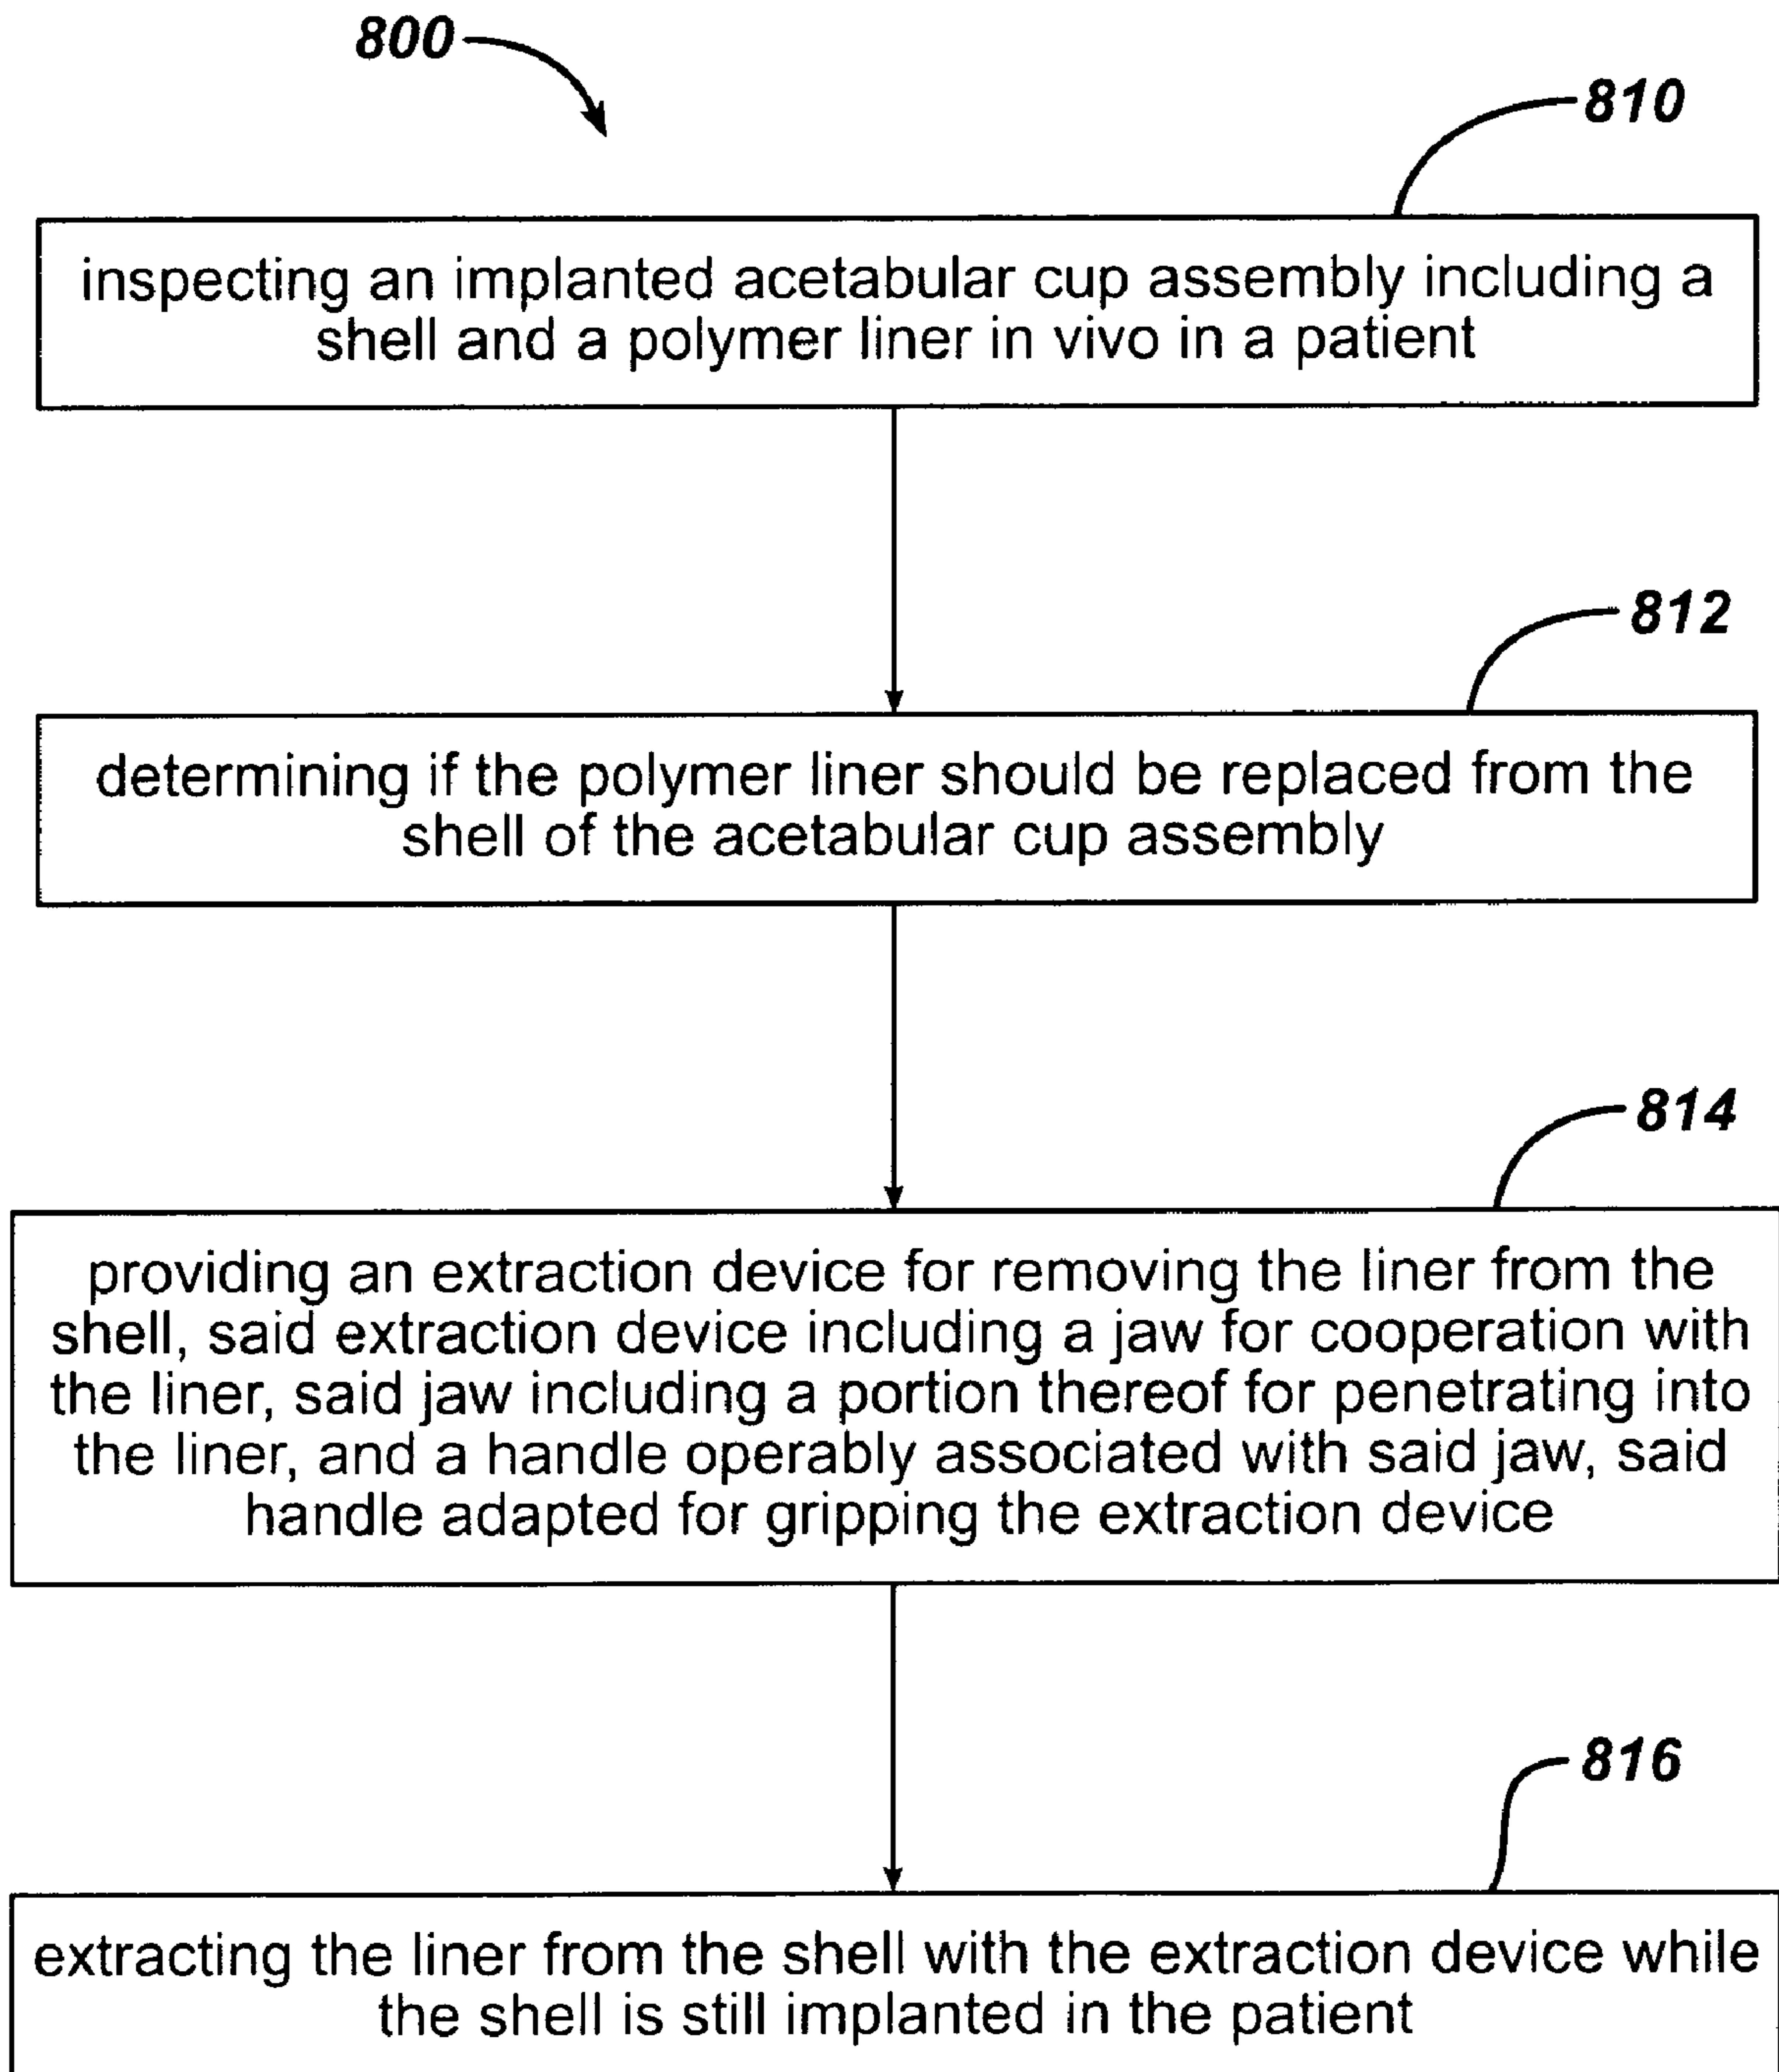 800
810
inspecting an implanted acetabular cup assembly including a
shell and a polymer liner in vivo in a patient
812
determining if the polymer liner should be replaced from the
shell of the acetabular cup assembly
814
providing an extraction device for removing the liner from the
shell, said extraction device including a jaw for cooperation with
the liner, said jaw including a portion thereof for penetrating into
the liner, and a handle operably associated with said jaw, said
handle adapted for gripping the extraction device
816
extracting the liner from the shell with the extraction device while
the shell is still implanted in the patient